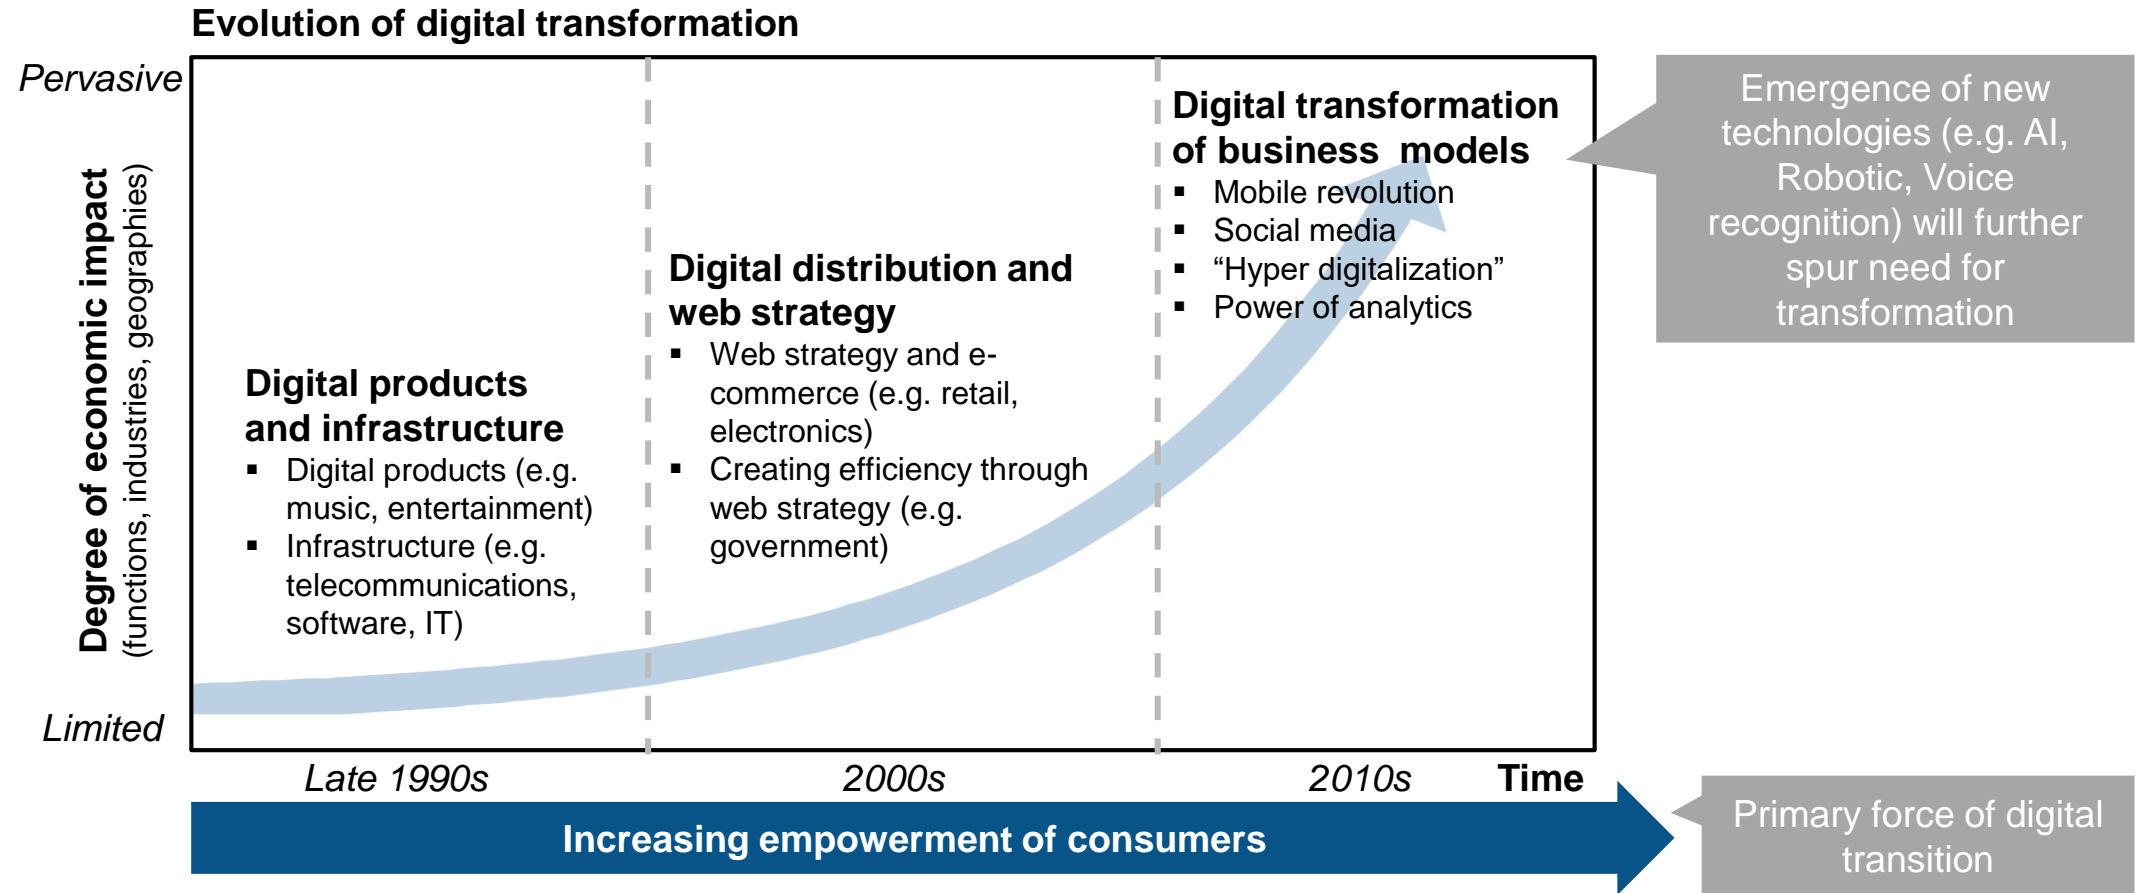 Evolution of digital transformation
Pervasive
Degree of economic impact
(functions, industries, geographies)
Limited
Digital products
and infrastructure
▪ Digital products (e.g.
music, entertainment)
▪ Infrastructure (e.g.
telecommunications,
software, IT)
Digital distribution and
web strategy
▪ Web strategy and e-
commerce (e.g. retail,
electronics)
▪ Creating efficiency through
web strategy (e.g.
government)
Digital transformation
of business  models
▪ Mobile revolution
▪ Social media
▪ “Hyper digitalization”
▪ Power of analytics
Emergence of new
technologies (e.g. AI,
Robotic, Voice
recognition) will further
spur need for
transformation
Late 1990s
2000s
2010s
Time
Increasing empowerment of consumers
Primary force of digital
transition